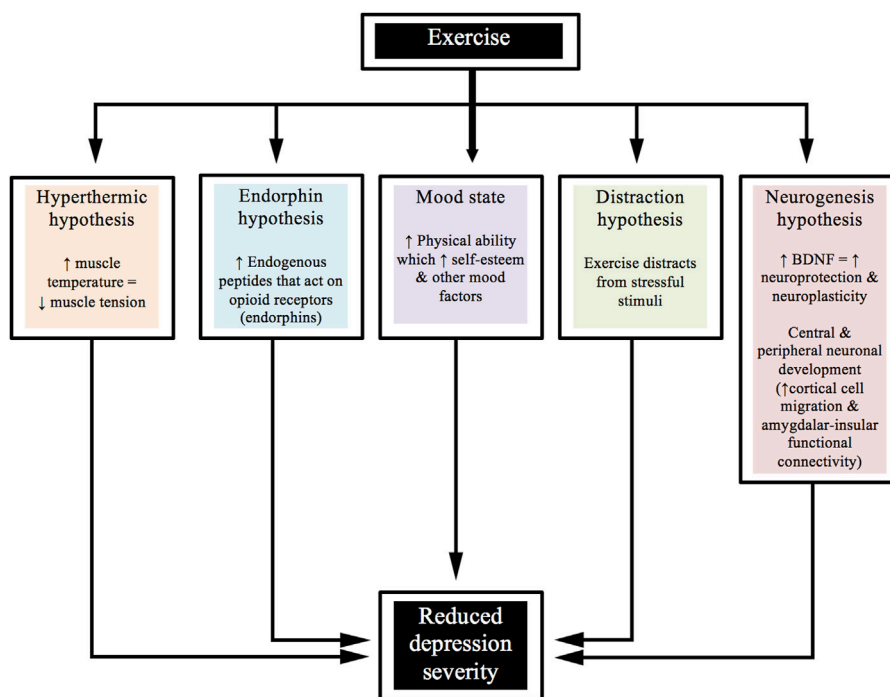 Exercise
Hyperthermic
hypothesis
↑ muscle
temperature =
↓ muscle tension
Endorphin
hypothesis
↑ Endogenous
peptides that act on
opioid receptors
(endorphins)
Mood state
↑ Physical ability
which ↑ self-esteem
& other mood
factors
Distraction
hypothesis
Exercise distracts
from stressful
stimuli
Neurogenesis
hypothesis
↑ BDNF = ↑
neuroprotection &
neuroplasticity
Central &
peripheral neuronal
development
(↑cortical cell
migration &
amygdalar-insular
functional
connectivity)
Reduced
depression
severity